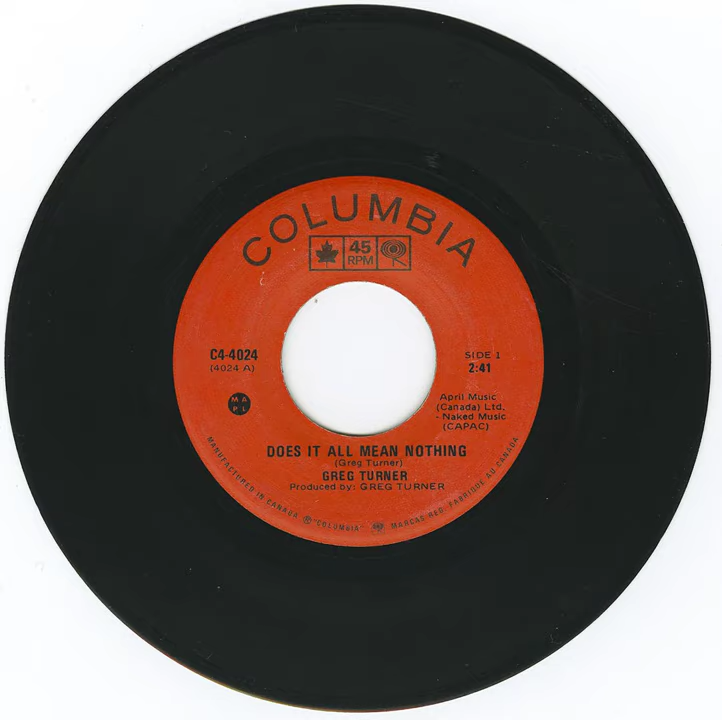 COLUMBIA
45
RPM
C4-4024
(4024 A)
SIDE 1
2:41
M A
P L
April Music
(Canada) Ltd.
- Naked Music
(CAPAC)
DOES IT ALL MEAN NOTHING
(Greg Turner)
GREG TURNER
Produced by: GREG TURNER
MANUFACTURED IN CANADA "COLUMBIA" MARCAS REG. FABRIQUE AU CANADA